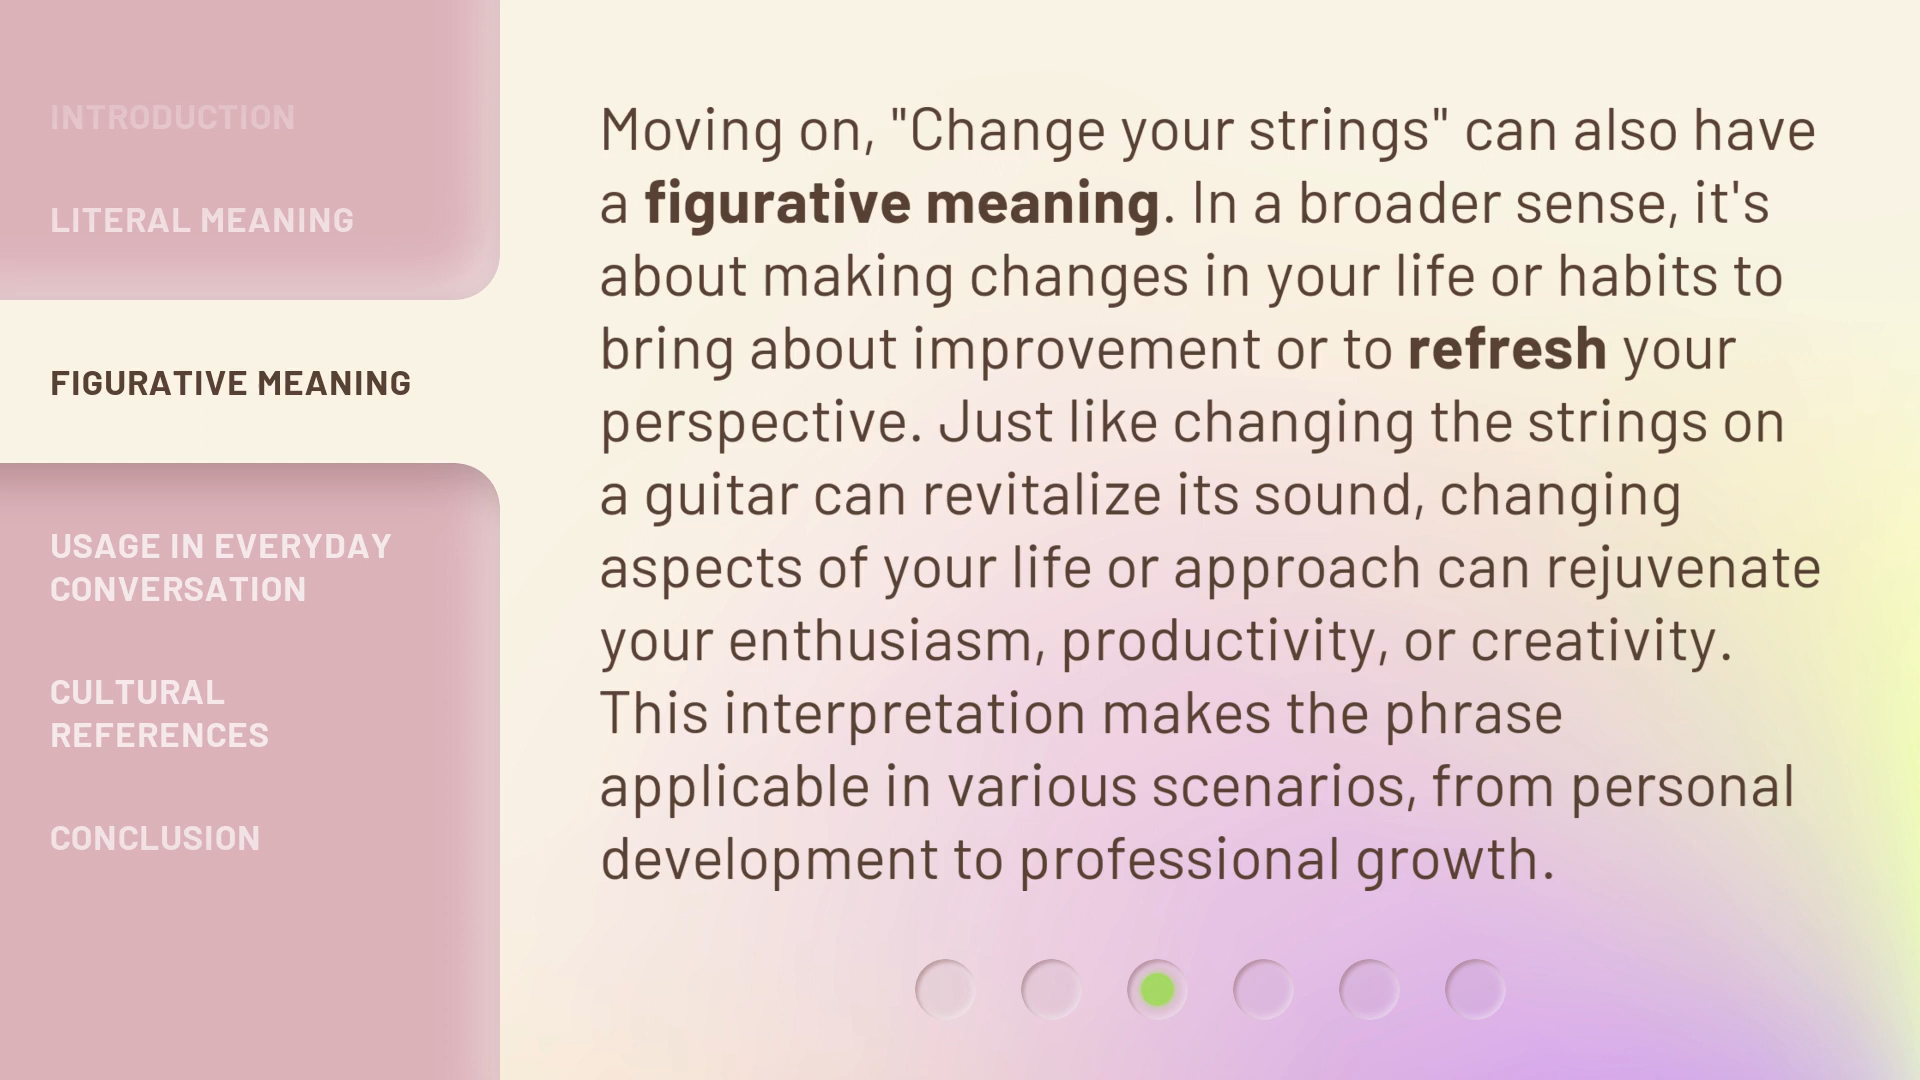 INTRODUCTION
LITERAL MEANING
FIGURATIVE MEANING
USAGE IN EVERYDAY
CONVERSATION
CULTURAL
REFERENCES
CONCLUSION
Moving on, "Change your strings" can also have
a figurative meaning. In a broader sense, it's
about making changes in your life or habits to
bring about improvement or to refresh your
perspective. Just like changing the strings on
a guitar can revitalize its sound, changing
aspects of your life or approach can rejuvenate
your enthusiasm, productivity, or creativity.
This interpretation makes the phrase
applicable in various scenarios, from personal
development to professional growth.